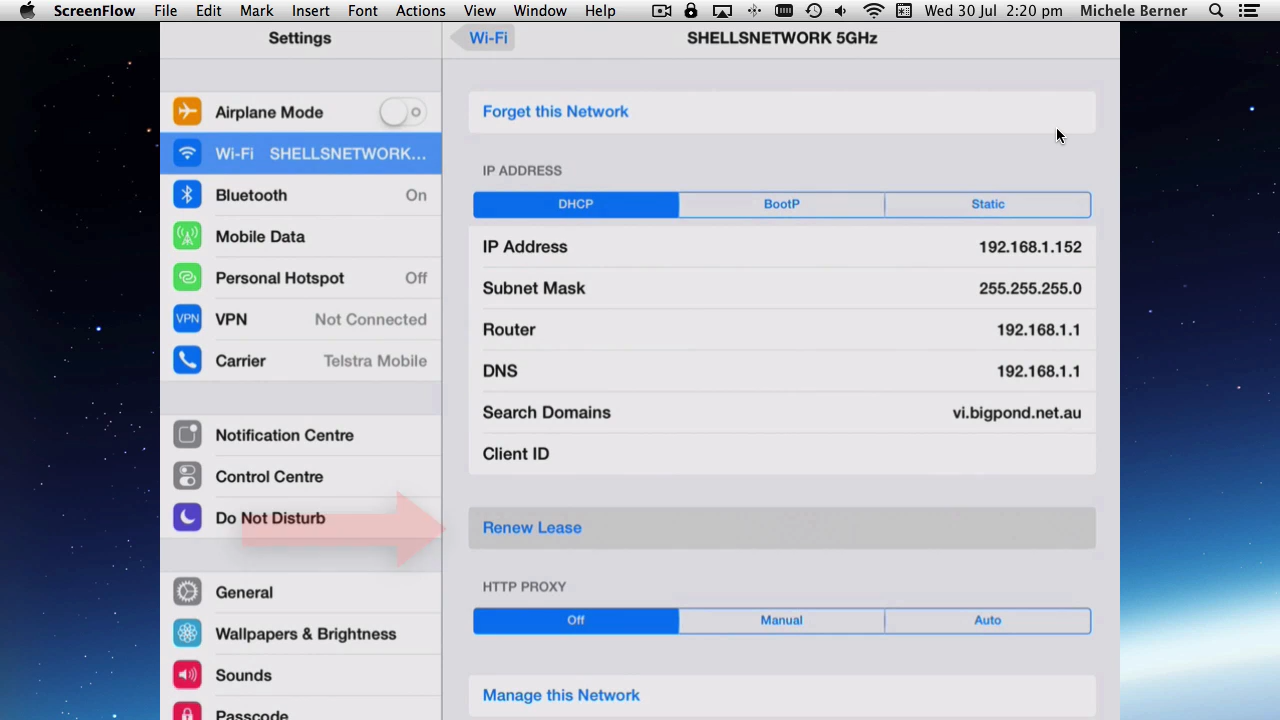 ScreenFlow File Edit Mark Insert Font Actions View Window Help Wed 30 Jul 2:20 pm Michele Berner
Settings
Airplane Mode
Wi-Fi SHELLSNETWORK...
Bluetooth On
Mobile Data
Personal Hotspot Off
VPN VPN Not Connected
Carrier Telstra Mobile
Notification Centre
Control Centre
Do Not Disturb
General
Wallpapers & Brightness
Sounds
Passcode
Wi-Fi SHELLSNETWORK 5GHz
Forget this Network
IP ADDRESS
DHCP BootP Static
IP Address 192.168.1.152
Subnet Mask 255.255.255.0
Router 192.168.1.1
DNS 192.168.1.1
Search Domains vi.bigpond.net.au
Client ID
Renew Lease
HTTP PROXY
Off Manual Auto
Manage this Network